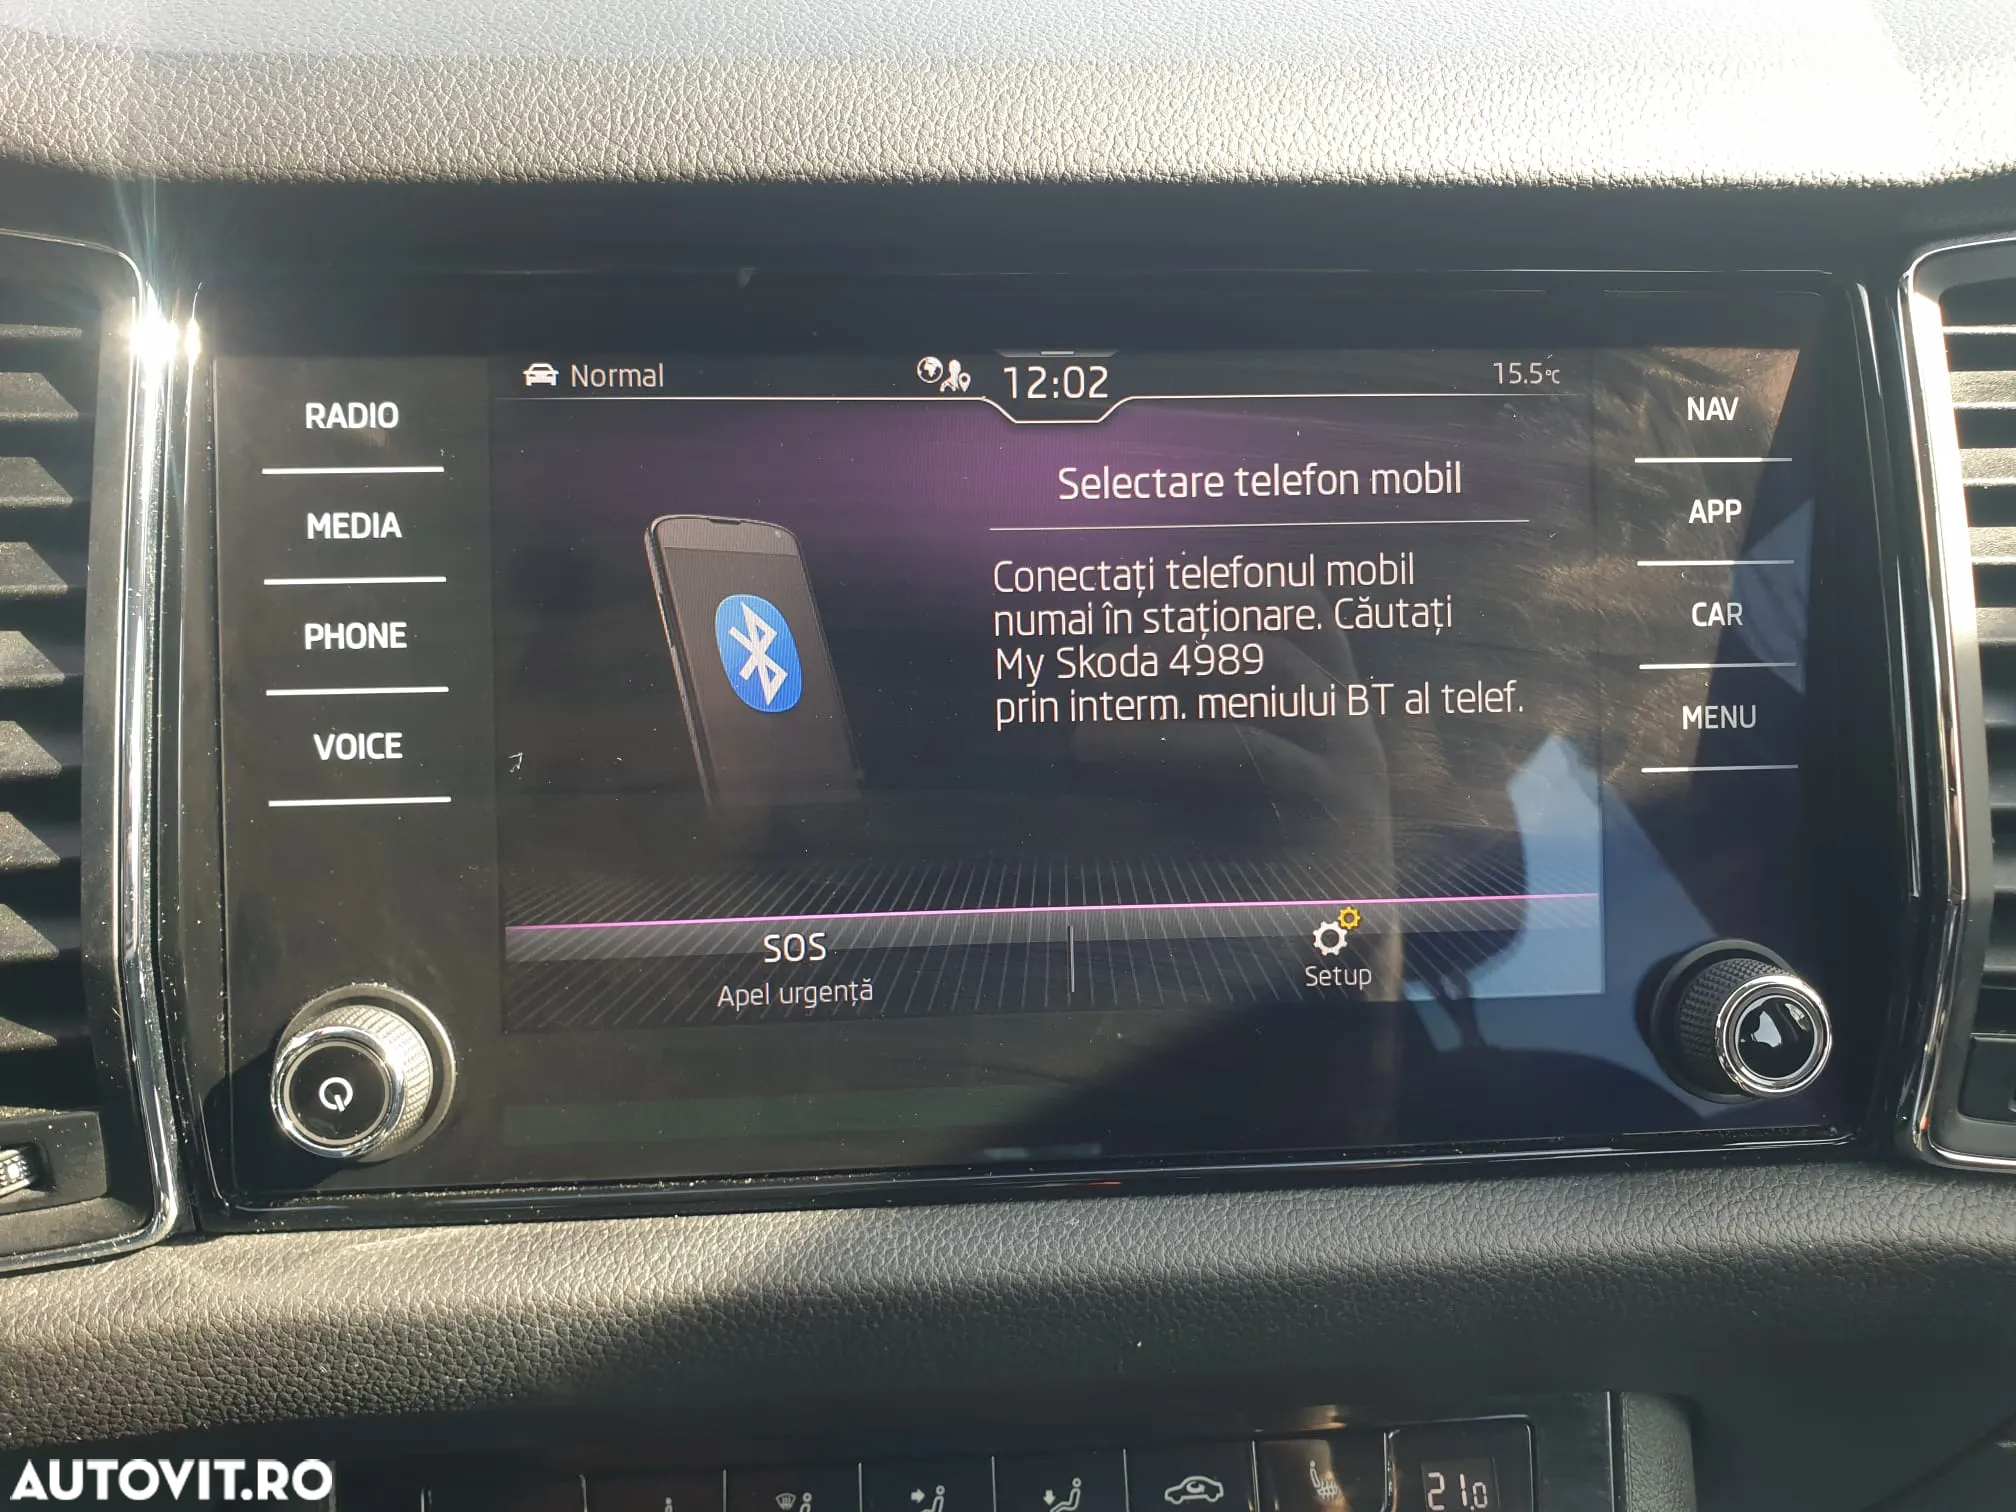 Normal
12:02
15.5°C
RADIO
MEDIA
PHONE
VOICE
Selectare telefon mobil
Conectați telefonul mobil
numai în staționare. Căutați
My Skoda 4989
prin interm. meniului BT al telef.
NAV
APP
CAR
MENU
SOS
Apel urgență
Setup
21.0
AUTOVIT.RO